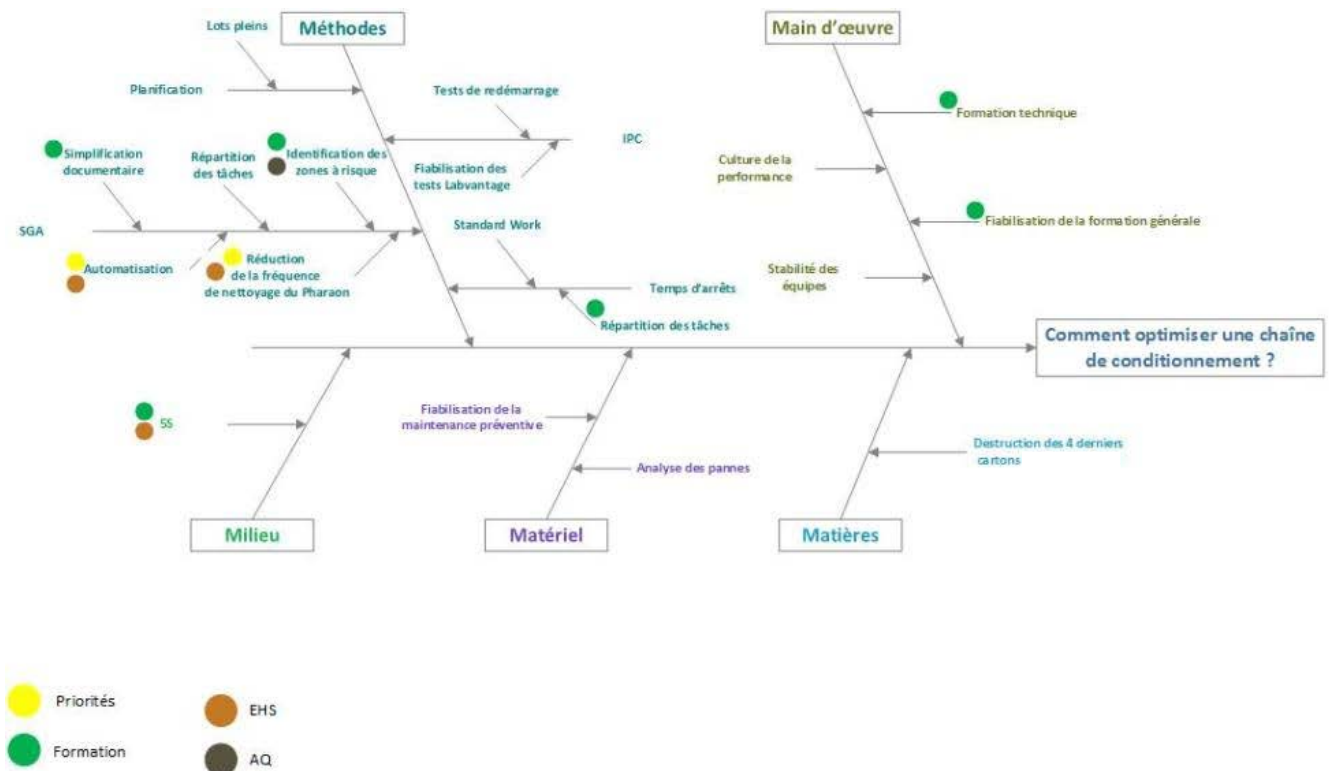 Lots pleins
Méthodes
Main d'œuvre
Planification
Tests de redémarrage
Formation technique
IPC
Simplification
documentaire
Répartition
des tâches
Identification des
zones à risque
Fiabilisation des
tests Labvantage
Culture de la
performance
SGA
Standard Work
Fiabilisation de la formation générale
Automatisation
Réduction
de la fréquence
de nettoyage du Pharaon
Temps d'arrêts
Stabilité des
équipes
Répartition des tâches
Comment optimiser une chaîne
de conditionnement ?
5S
Fiabilisation de la
maintenance préventive
Analyse des pannes
Destruction des 4 derniers
cartons
Milieu
Matériel
Matières
Priorités
EHS
Formation
AQ